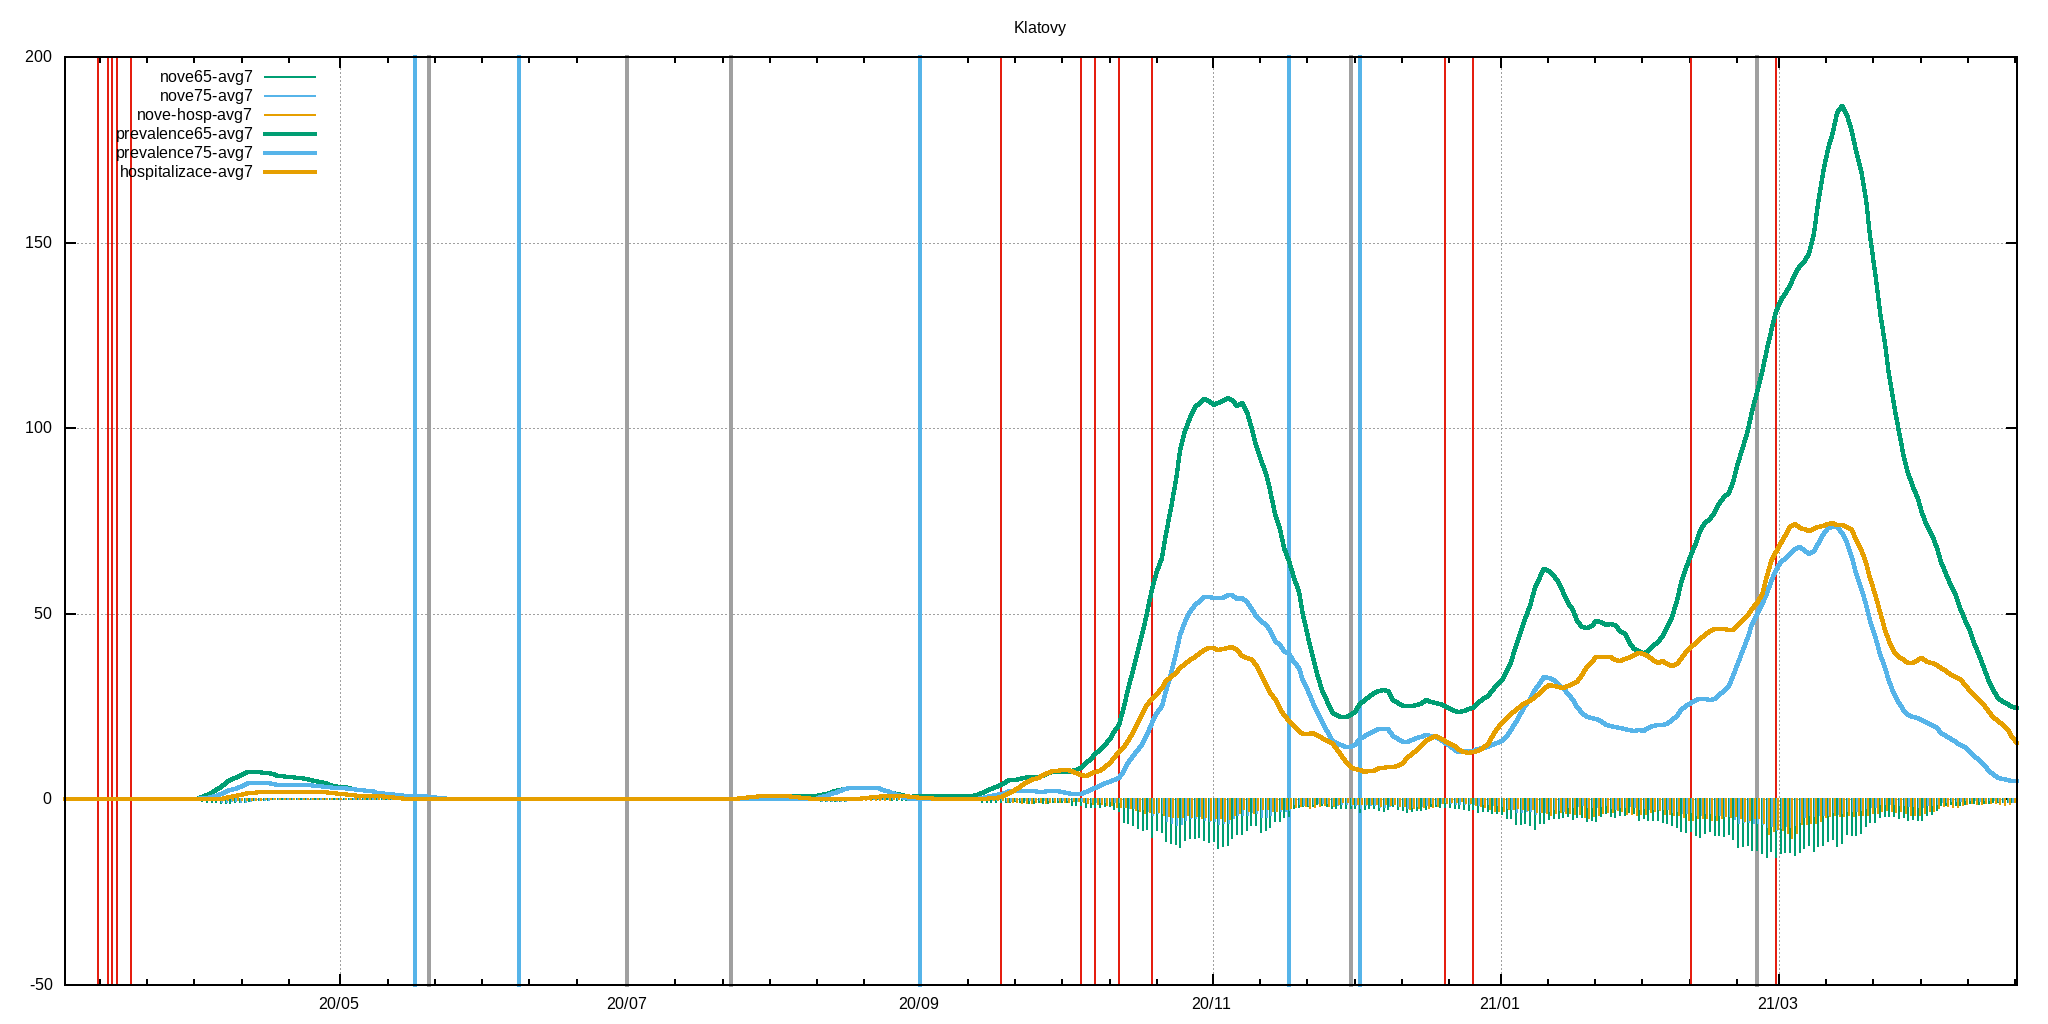 Klatovy
200
nove65-avg7
nove75-avg7
nove-hosp-avg7
prevalence65-avg7
prevalence75-avg7
hospitalizace-avg7
150
100
50
0
-50
20/05 20/07 20/09 20/11 21/01 21/03